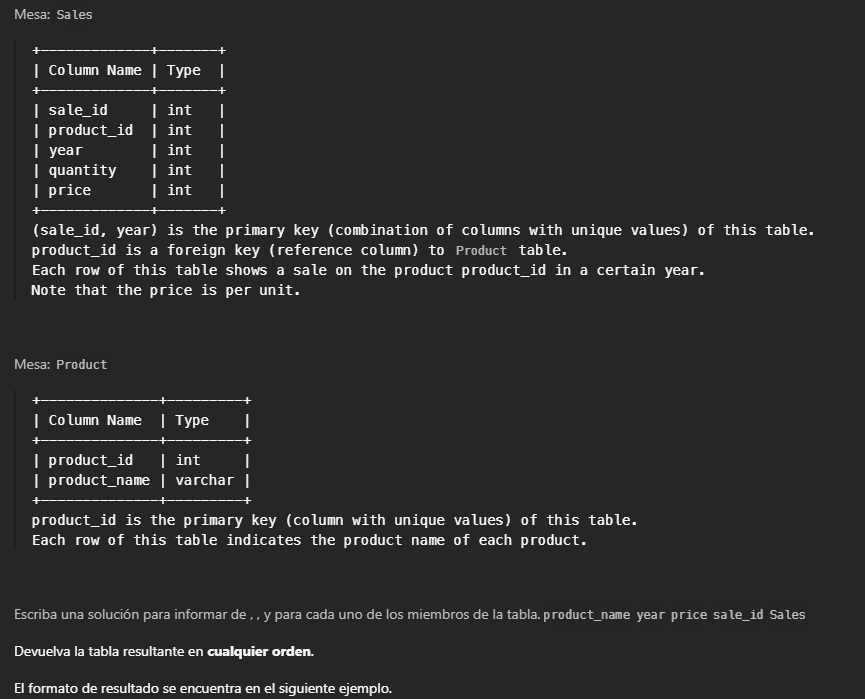 Mesa: Sales
+-------------+-------+
| Column Name | Type  |
+-------------+-------+
| sale_id     | int   |
| product_id  | int   |
| year        | int   |
| quantity    | int   |
| price       | int   |
+-------------+-------+
(sale_id, year) is the primary key (combination of columns with unique values) of this table.
product_id is a foreign key (reference column) to Product table.
Each row of this table shows a sale on the product product_id in a certain year.
Note that the price is per unit.
Mesa: Product
+--------------+---------+
| Column Name  | Type    |
+--------------+---------+
| product_id   | int     |
| product_name | varchar |
+--------------+---------+
product_id is the primary key (column with unique values) of this table.
Each row of this table indicates the product name of each product.
Escriba una solución para informar de , , y para cada uno de los miembros de la tabla. product_name year price sale_id Sales
Devuelva la tabla resultante en cualquier orden.
El formato de resultado se encuentra en el siguiente ejemplo.